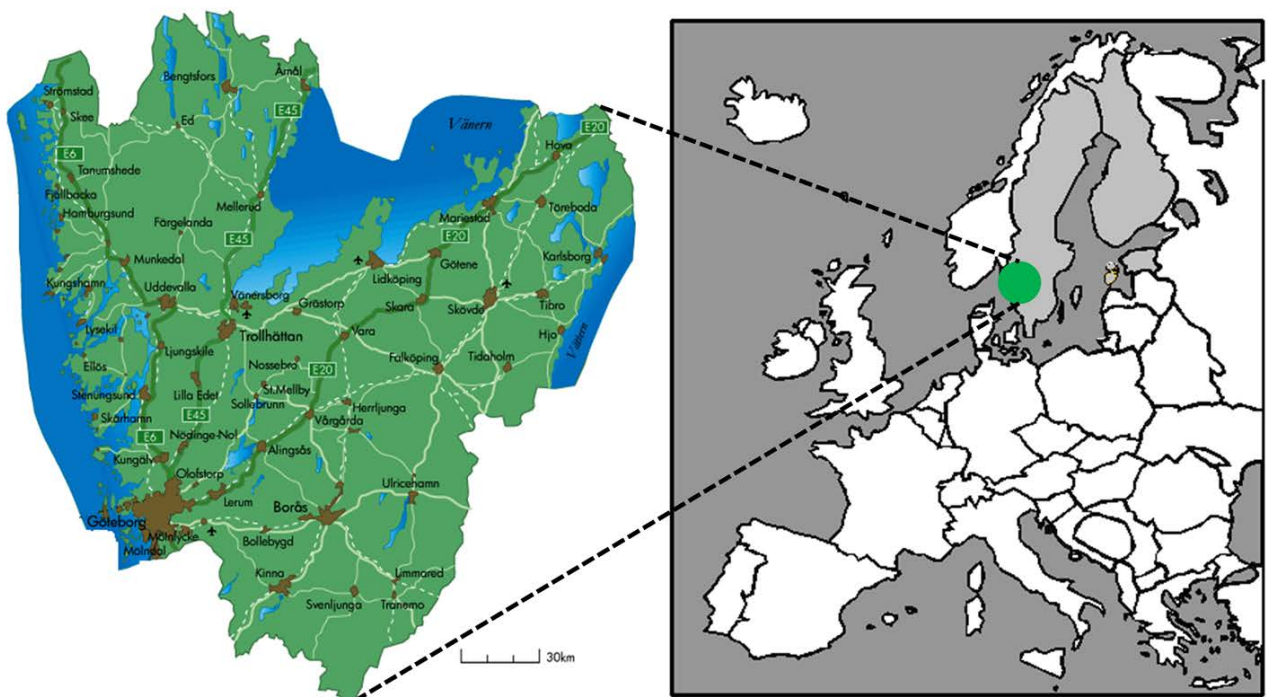 Årnål
Bengtsfors
Strömstad
E45
Skee
Ed
Vänern
E20
Hova
E6
Tanumshede
Fjällbacka
Mellerud
Hamburgsund
Färgelanda
Mariestad
Töreboda
E45
E20
Munkedal
Götene
Karlsborg
Lidköping
Kungshamn
Uddevalla
Vänersborg
Grästorp
Skara
Skövde
Tibro
Lysekil
Trollhättan
Vara
Hjo
Vättern
Ljungskile
Nossebro
Falköping
Tidaholm
Ellös
E20
Stenungsund
Lilla Edet
St.Mellby
Sollebrunn
Herrljunga
Skärhamn
E45
Vårgårda
E6
Nödinge-Nol
Alingsås
Kungälv
Olofstorp
Ulricehamn
Lerum
Borås
Göteborg
Mölnlycke
Bollebygd
Mölndal
Kinna
Limmared
Svenljunga
Tranemo
30km